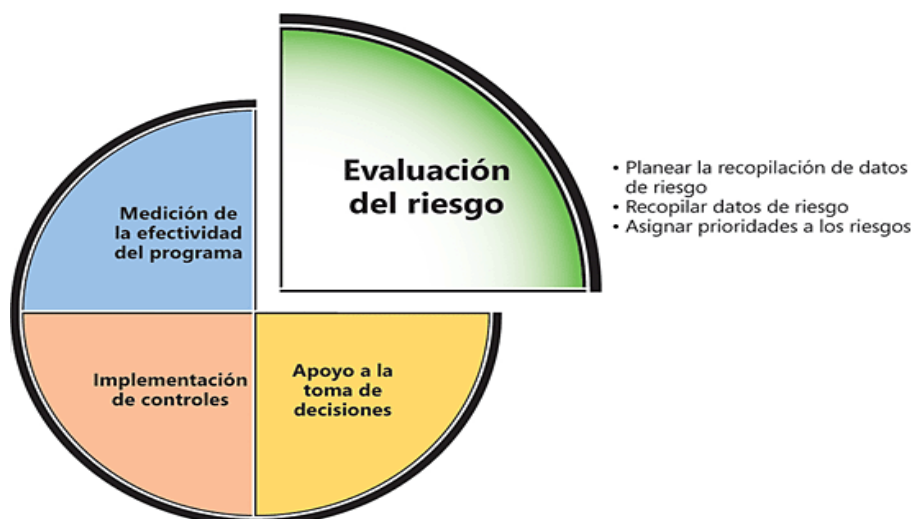 Evaluación
del riesgo
• Planear la recopilación de datos
de riesgo
• Recopilar datos de riesgo
• Asignar prioridades a los riesgos
Medición de
la efectividad
del programa
Implementación
de controles
Apoyo a la
toma de
decisiones